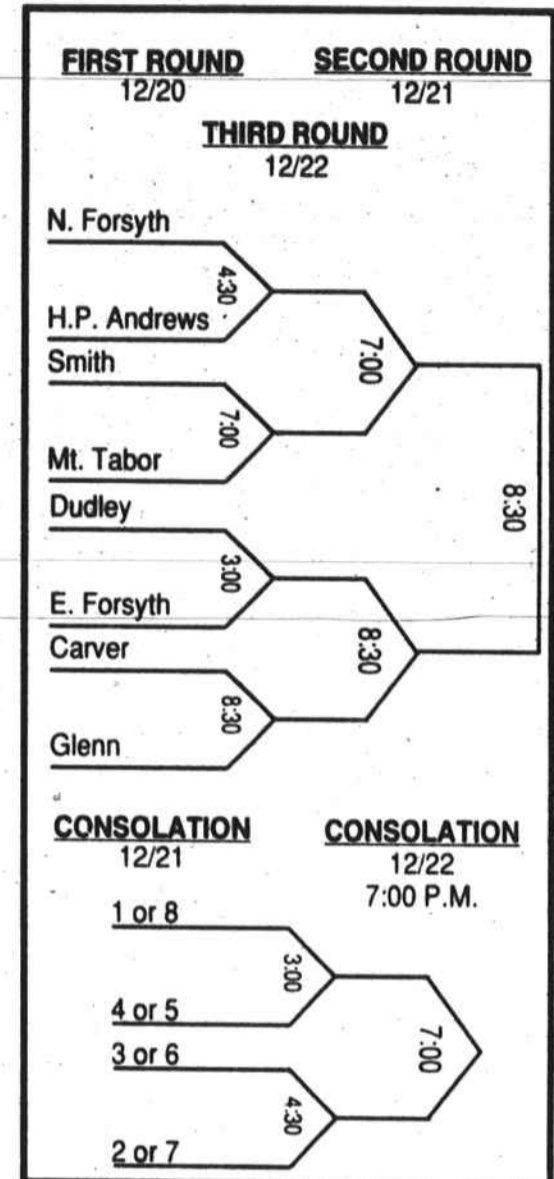 FIRST ROUND SECOND ROUND
12/20 12/21
THIRD ROUND
12/22
N. Forsyth
4:30
H.P. Andrews
7:00
Smith
7:00
Mt. Tabor
8:30
Dudley
3:00
E. Forsyth
8:30
Carver
8:30
Glenn
CONSOLATION CONSOLATION
12/21 12/22
7:00 P.M.
1 or 8
3:00
4 or 5
7:00
3 or 6
4:30
2 or 7